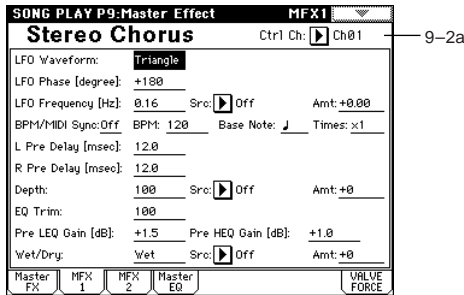 SONG PLAY P9:Master Effect MFX1
Stereo Chorus Ctrl Ch: Ch01 9–2a
LFO Waveform: Triangle
LFO Phase [degree]: +180
LFO Frequency [Hz]: 0.16 Src: Off Amt: +0.00
BPM/MIDI Sync: Off BPM: 120 Base Note: ♩ Times: x1
L Pre Delay [msec]: 12.0
R Pre Delay [msec]: 12.0
Depth: 100 Src: Off Amt: +0
EQ Trim: 100
Pre LEQ Gain [dB]: +1.5 Pre HEQ Gain [dB]: +1.0
Wet/Dry: Wet Src: Off Amt: +0
Master FX MFX 1 MFX 2 Master EQ VALVE FORCE